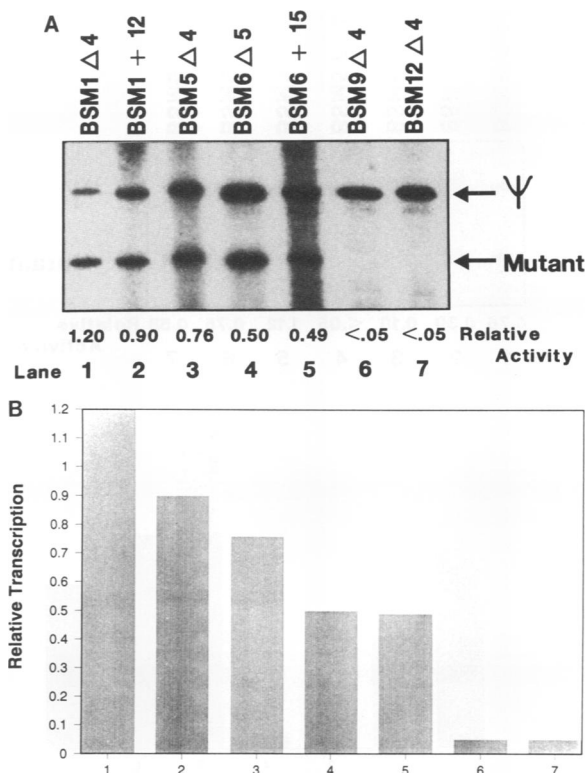 A
BSM1 △ 4
BSM1 + 12
BSM5 △ 4
BSM6 △ 5
BSM6 + 15
BSM9 △ 4
BSM12 △ 4
Ψ
Mutant
1.20 0.90 0.76 0.50 0.49 <.05 <.05 Relative
Activity
Lane 1 2 3 4 5 6 7
B
Relative Transcription
1.2
1.1
1
0.9
0.8
0.7
0.6
0.5
0.4
0.3
0.2
0.1
0
1 2 3 4 5 6 7